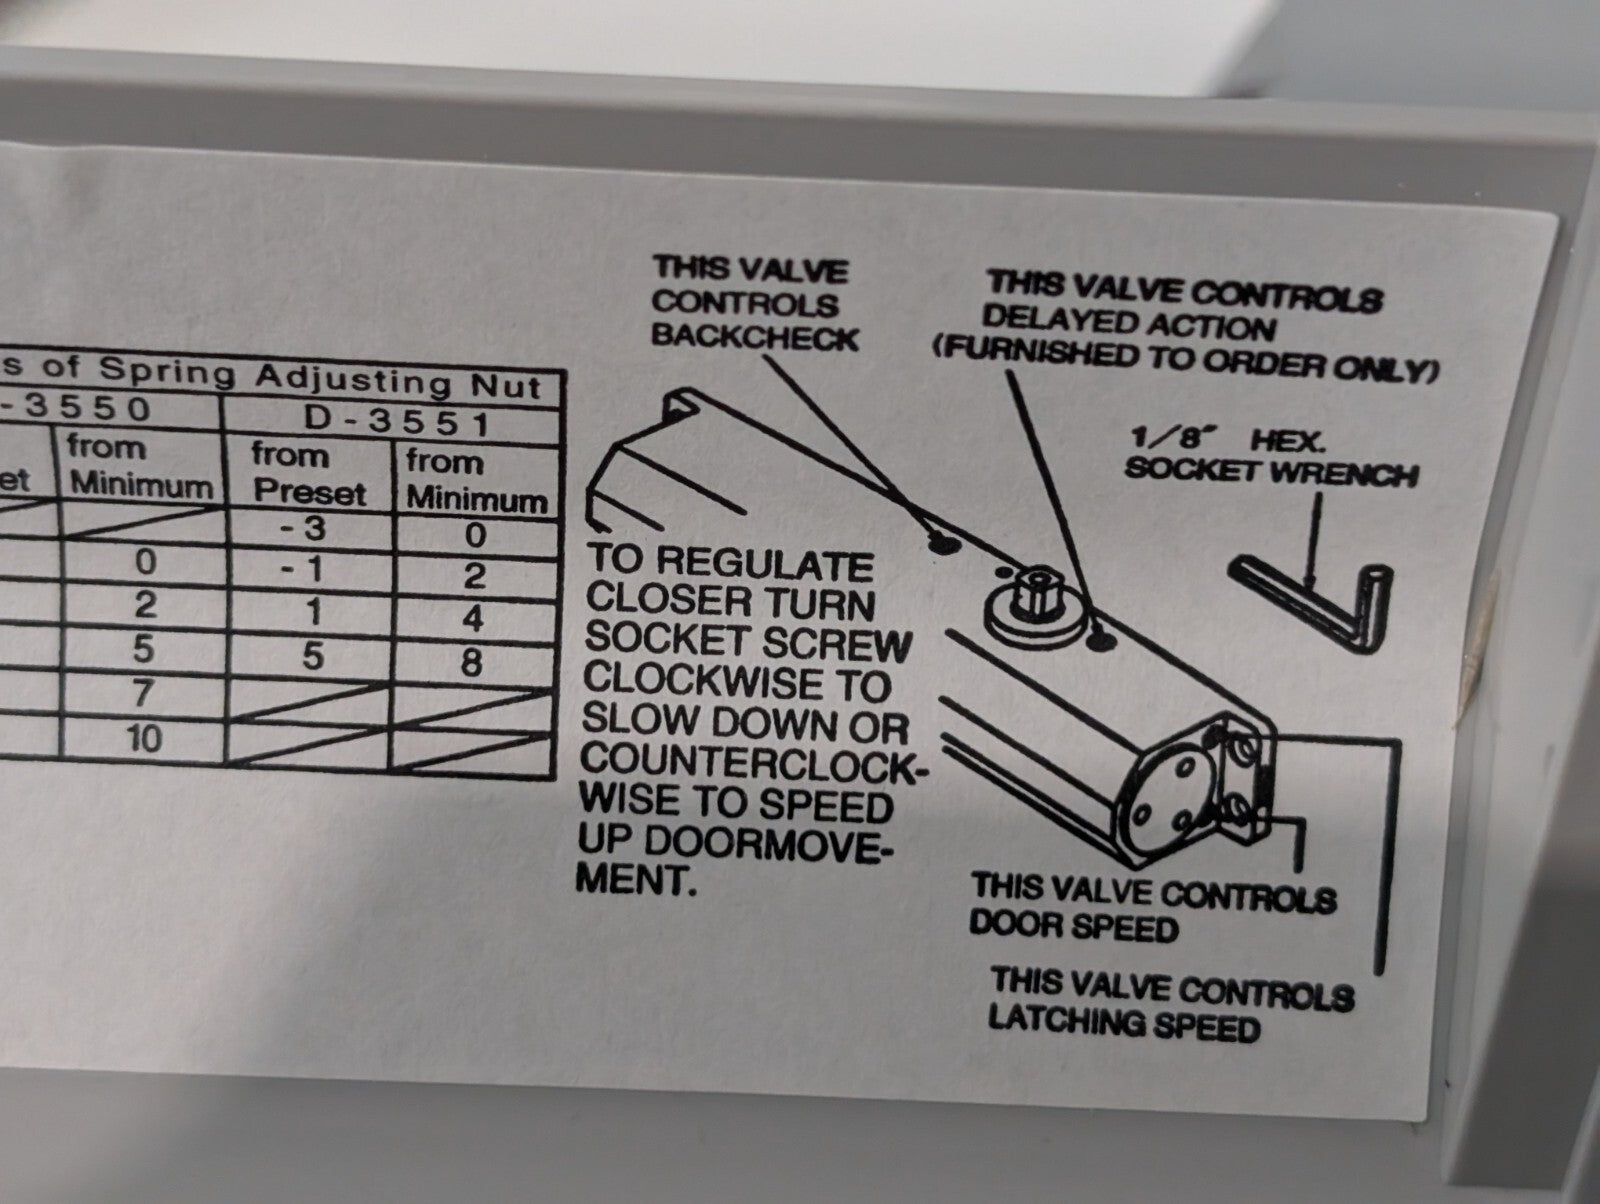 s of Spring Adjusting Nut
-3550 D-3551
et from Minimum from Preset from Minimum
-3 0
0 -1 2
2 1 4
5 5 8
7
10
THIS VALVE
CONTROLS
BACKCHECK
THIS VALVE CONTROLS
DELAYED ACTION
(FURNISHED TO ORDER ONLY)
1/8" HEX.
SOCKET WRENCH
TO REGULATE
CLOSER TURN
SOCKET SCREW
CLOCKWISE TO
SLOW DOWN OR
COUNTERCLOCK-
WISE TO SPEED
UP DOORMOVE-
MENT.
THIS VALVE CONTROLS
DOOR SPEED
THIS VALVE CONTROLS
LATCHING SPEED